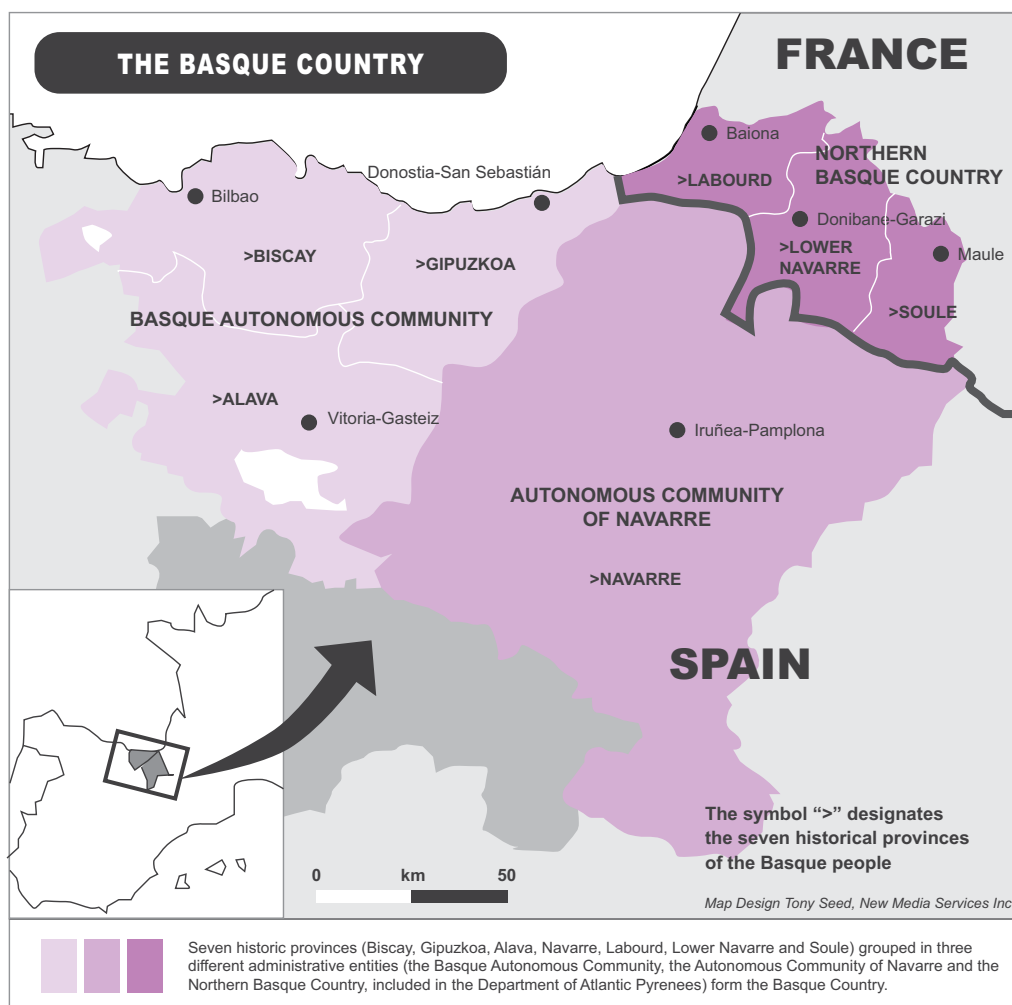 THE BASQUE COUNTRY
FRANCE
Baiona
NORTHERN
BASQUE COUNTRY
>LABOURD
Donostia-San Sebastián
Bilbao
Donibane-Garazi
>LOWER
NAVARRE
Maule
>BISCAY
>GIPUZKOA
>SOULE
BASQUE AUTONOMOUS COMMUNITY
>ALAVA
Vitoria-Gasteiz
Iruñea-Pamplona
AUTONOMOUS COMMUNITY
OF NAVARRE
>NAVARRE
SPAIN
The symbol “>” designates
the seven historical provinces
of the Basque people
0 km 50
Map Design Tony Seed, New Media Services Inc
Seven historic provinces (Biscay, Gipuzkoa, Alava, Navarre, Labourd, Lower Navarre and Soule) grouped in three
different administrative entities (the Basque Autonomous Community, the Autonomous Community of Navarre and the
Northern Basque Country, included in the Department of Atlantic Pyrenees) form the Basque Country.